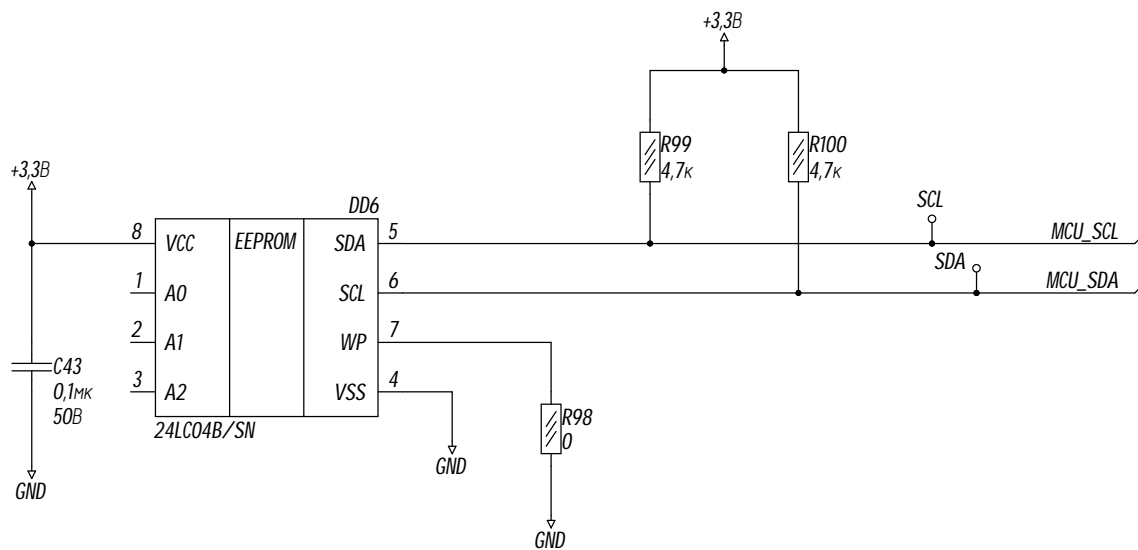 +3,3В
R99
4,7к
R100
4,7к
+3,3В
DD6
SCL
8 VCC EEPROM SDA 5
MCU_SCL
SDA
1 A0 SCL 6
MCU_SDA
2 A1 WP 7
C43
0,1мк
50В
3 A2 VSS 4
R98
0
24LC04B/SN
GND
GND
GND